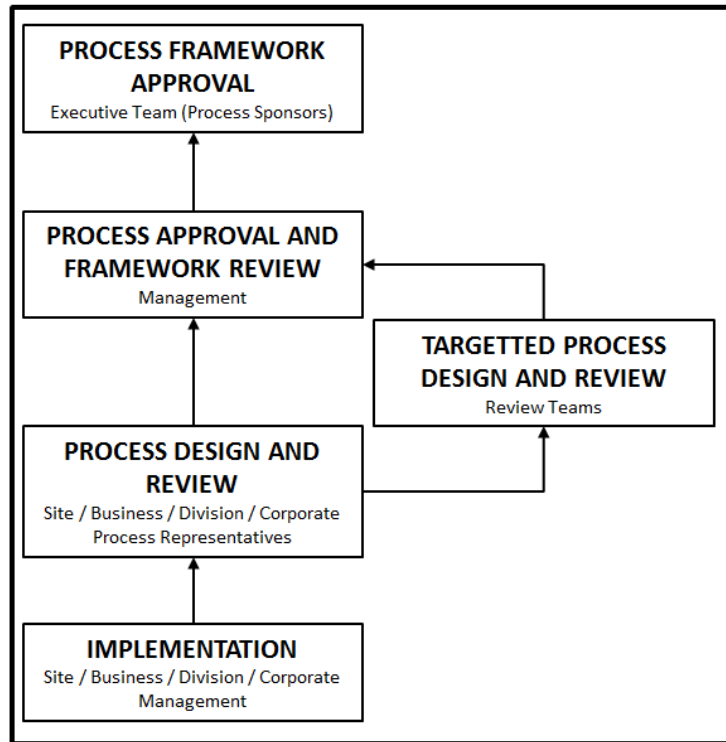 PROCESS FRAMEWORK
APPROVAL
Executive Team (Process Sponsors)
PROCESS APPROVAL AND
FRAMEWORK REVIEW
Management
TARGETTED PROCESS
DESIGN AND REVIEW
Review Teams
PROCESS DESIGN AND
REVIEW
Site / Business / Division / Corporate
Process Representatives
IMPLEMENTATION
Site / Business / Division / Corporate
Management